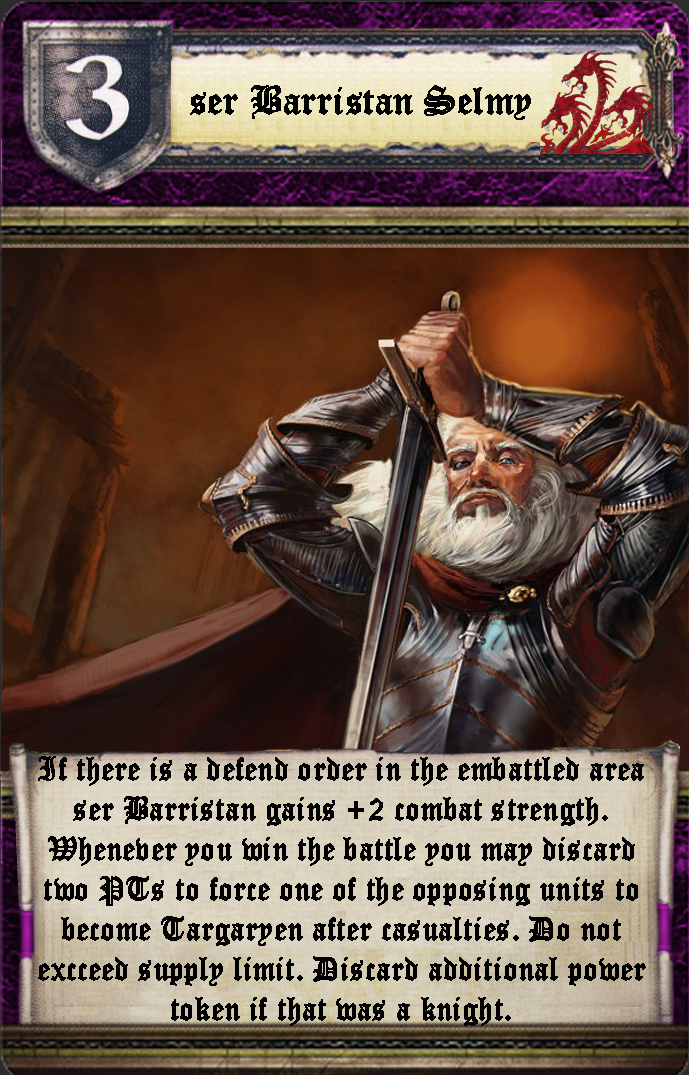 3
ser Barristan Selmy
If there is a defend order in the embattled area
ser Barristan gains +2 combat strength.
Whenever you win the battle you may discard
two PTs to force one of the opposing units to
become Targaryen after casualties. Do not
excceed supply limit. Discard additional power
token if that was a knight.